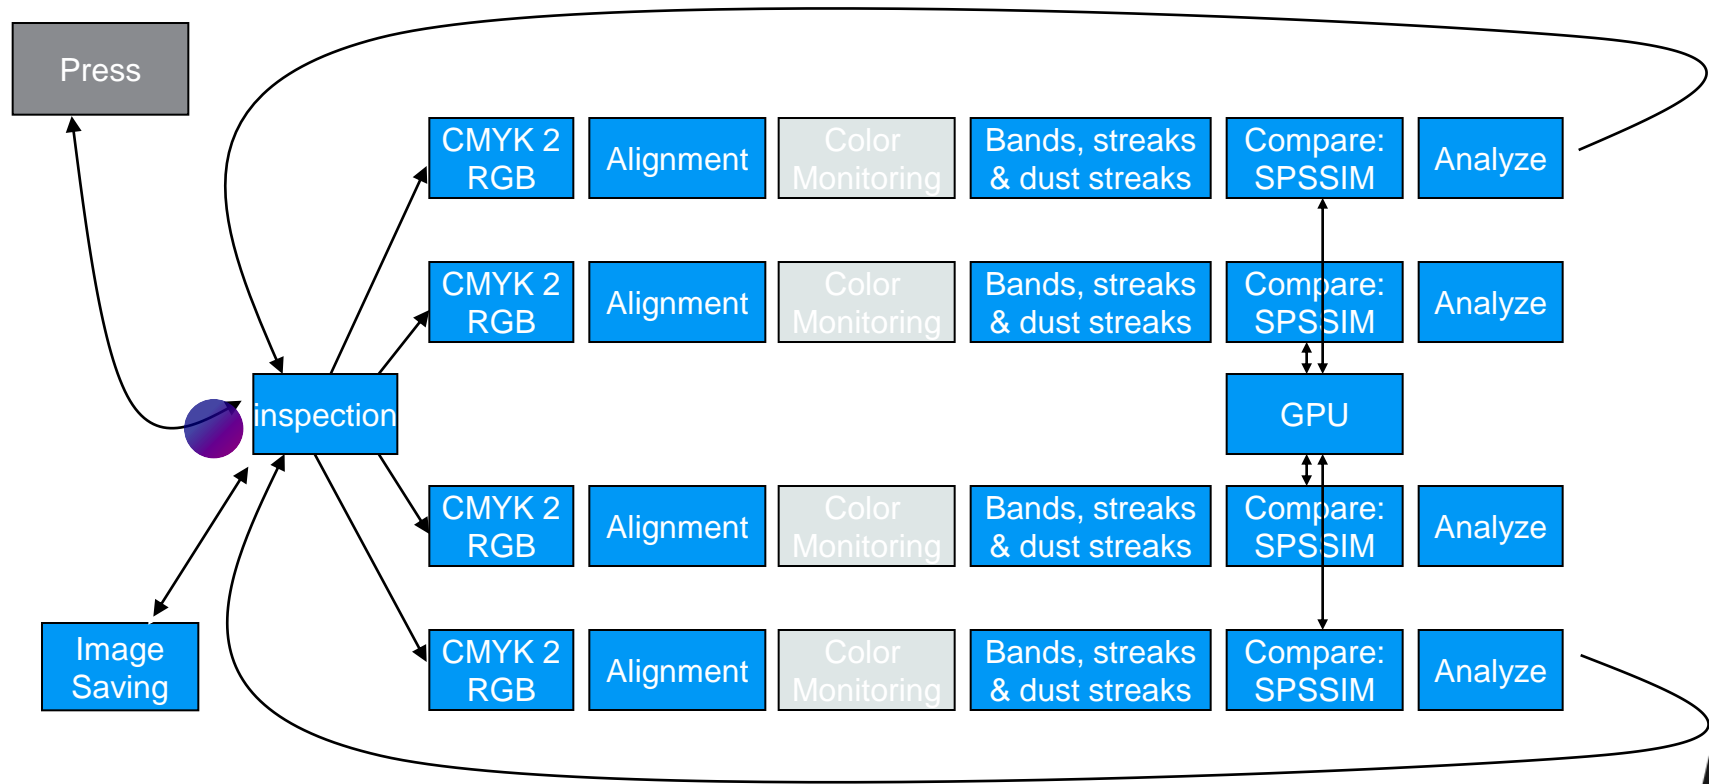 Press
CMYK 2
RGB
Alignment
Color
Monitoring
Bands, streaks
& dust streaks
Compare:
SPSSIM
Analyze
CMYK 2
RGB
Alignment
Color
Monitoring
Bands, streaks
& dust streaks
Compare:
SPSSIM
Analyze
inspection
GPU
CMYK 2
RGB
Alignment
Color
Monitoring
Bands, streaks
& dust streaks
Compare:
SPSSIM
Analyze
Image
Saving
CMYK 2
RGB
Alignment
Color
Monitoring
Bands, streaks
& dust streaks
Compare:
SPSSIM
Analyze